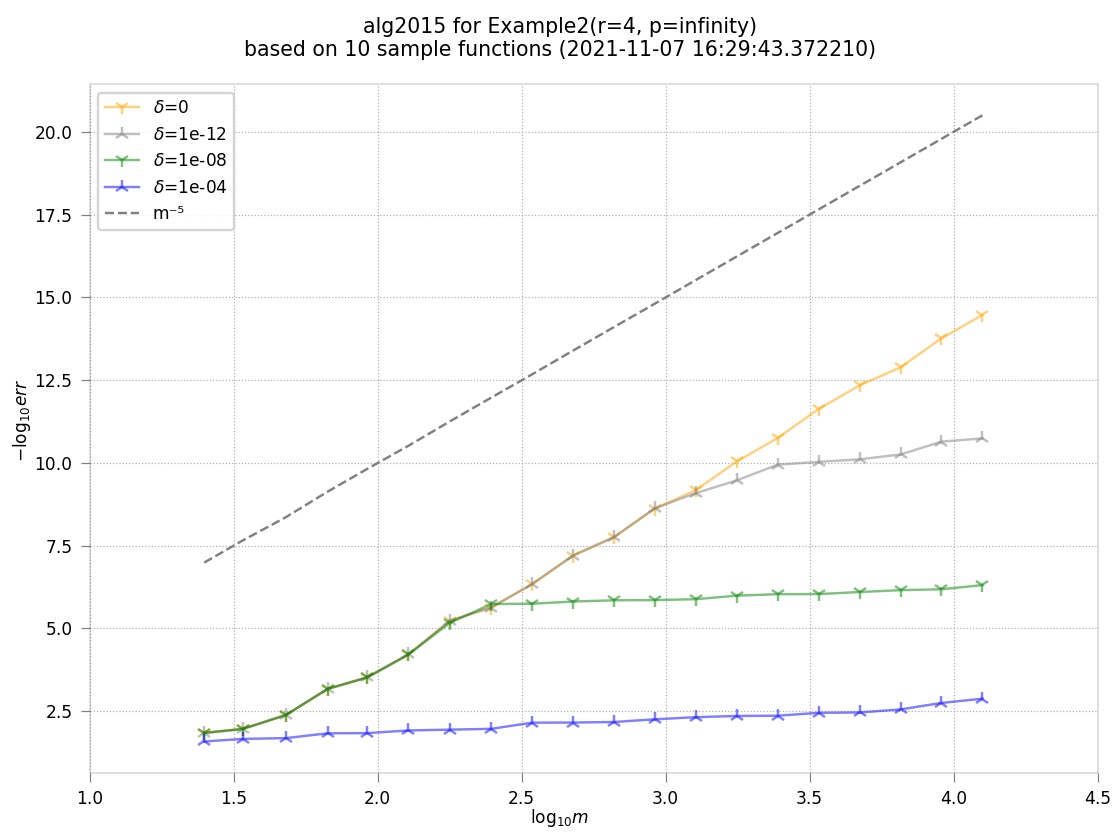 alg2015 for Example2(r=4, p=infinity)
based on 10 sample functions (2021-11-07 16:29:43.372210)
δ=0
δ=1e-12
δ=1e-08
δ=1e-04
m⁻⁵
20.0
17.5
15.0
12.5
10.0
7.5
5.0
2.5
−log₁₀err
1.0
1.5
2.0
2.5
3.0
3.5
4.0
4.5
log₁₀m